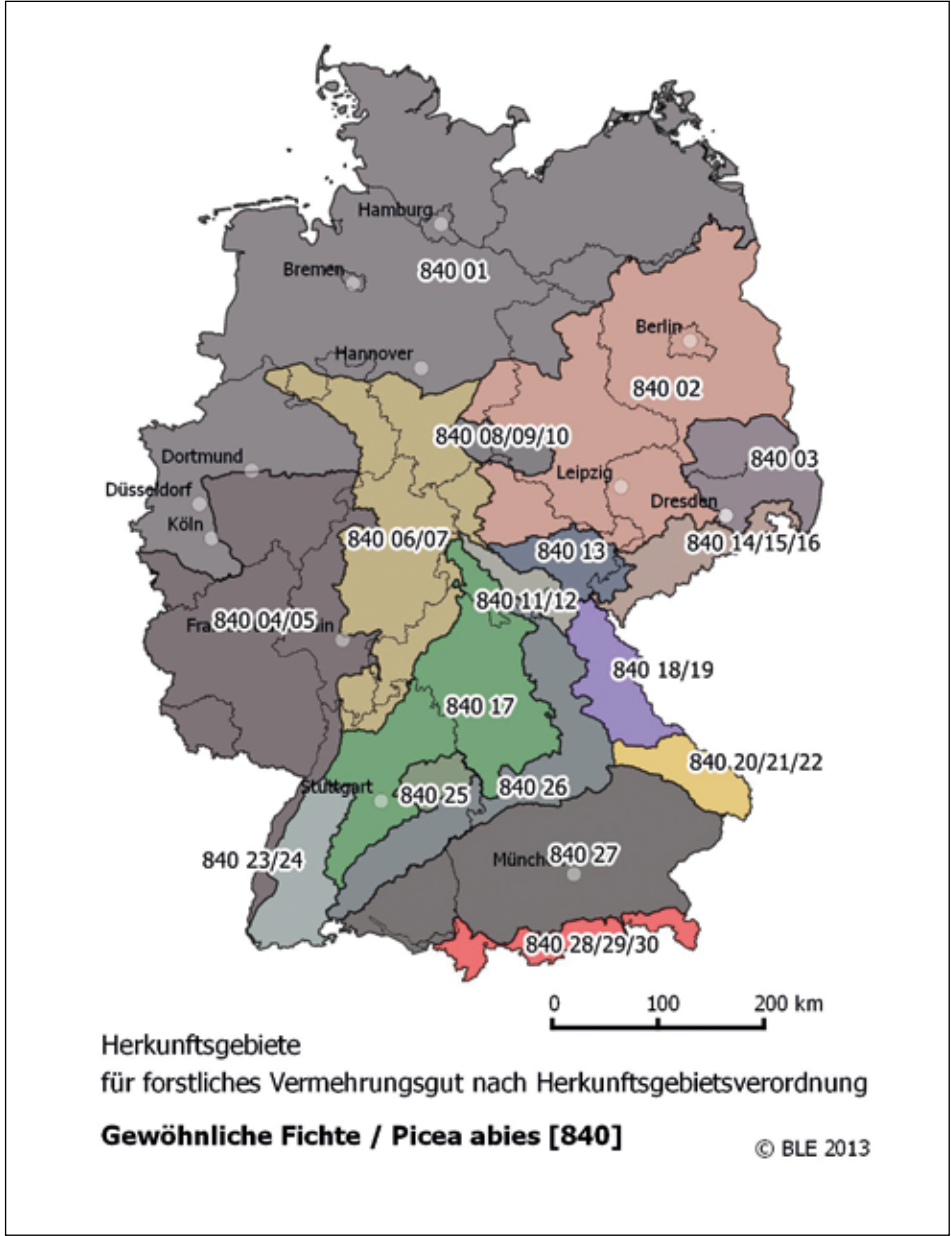 Hamburg
Bremen
840 01
Berlin
Hannover
840 02
840 08/09/10
840 03
Dortmund
Leipzig
Düsseldorf
Dresden
Köln
840 06/07
840 13
840 14/15/16
840 11/12
840 04/05
840 18/19
840 17
840 20/21/22
Stuttgart
840 25
840 26
840 23/24
840 27
840 28/29/30
0 100 200 km
Herkunftsgebiete
für forstliches Vermehrungsgut nach Herkunftsgebietsverordnung
Gewöhnliche Fichte / Picea abies [840]
© BLE 2013